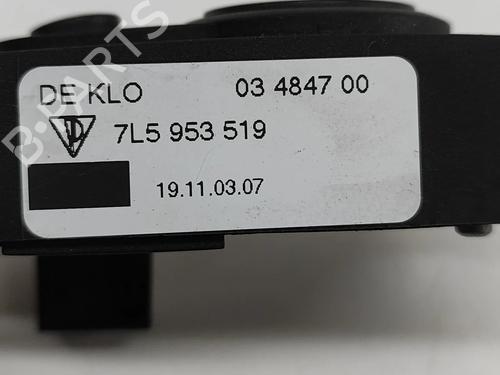 DE KLO 03 4847 00
7L5 953 519
19.11.03.07
B-PARTS